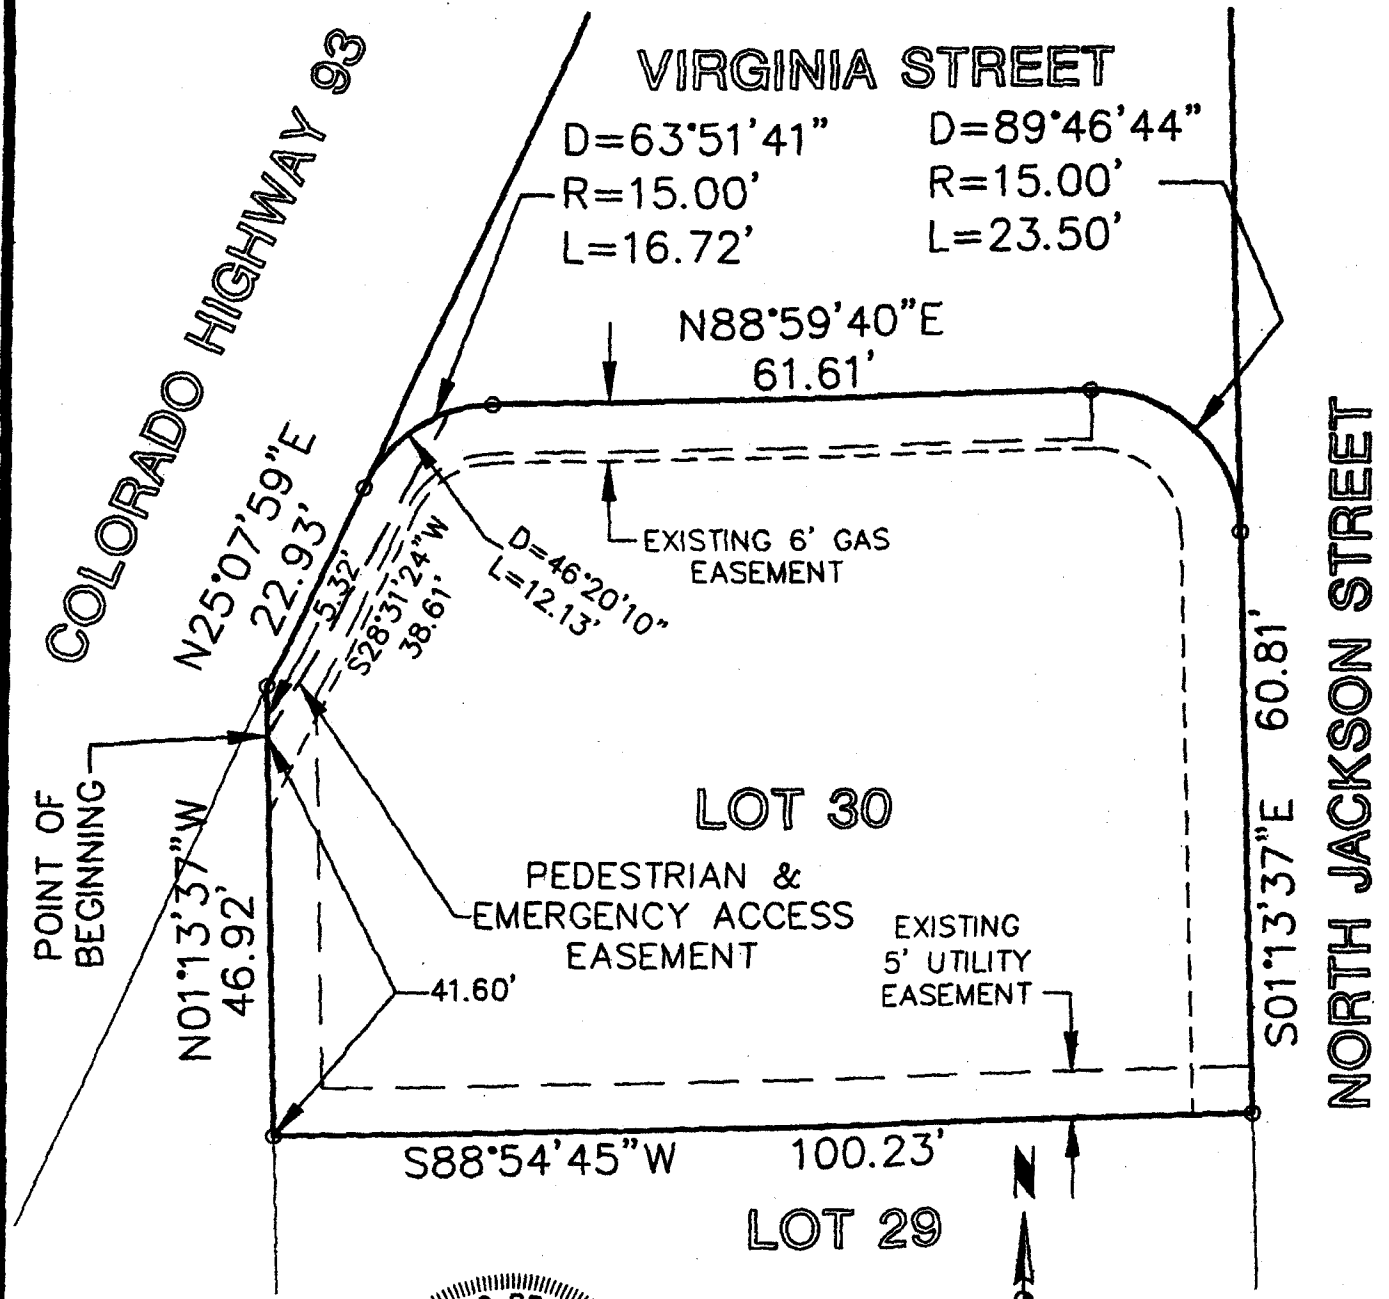 VIRGINIA STREET
D=63°51'41"
R=15.00'
L=16.72'
D=89°46'44"
R=15.00'
L=23.50'
N88°59'40"E
61.61'
COLORADO HIGHWAY 93
N25°07'59"E
22.93'
5.32'
S28°31'24"W
38.61'
D=46°20'10"
L=12.13'
EXISTING 6' GAS
EASEMENT
NORTH JACKSON STREET
S01°13'37"E 60.81'
POINT OF
BEGINNING
N01°13'37"W
46.92'
LOT 30
PEDESTRIAN &
EMERGENCY ACCESS
EASEMENT
41.60'
EXISTING
5' UTILITY
EASEMENT
S88°54'45"W 100.23'
N
LOT 29